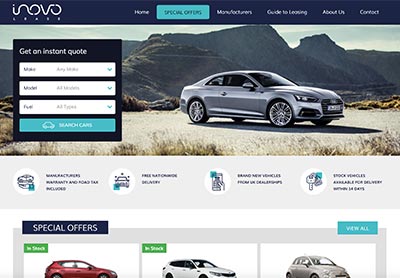 inovo
LEASE
Home
SPECIAL OFFERS
Manufacturers
Guide to Leasing
About Us
Contact
Get an instant quote
Make Any Make
Model All Models
Fuel All Types
SEARCH CARS
MANUFACTURERS
WARRANTY AND ROAD TAX
INCLUDED
FREE NATIONWIDE
DELIVERY
BRAND NEW VEHICLES
FROM UK DEALERSHIPS
STOCK VEHICLES
AVAILABLE FOR DELIVERY
WITHIN 14 DAYS
SPECIAL OFFERS
VIEW ALL
In Stock
In Stock